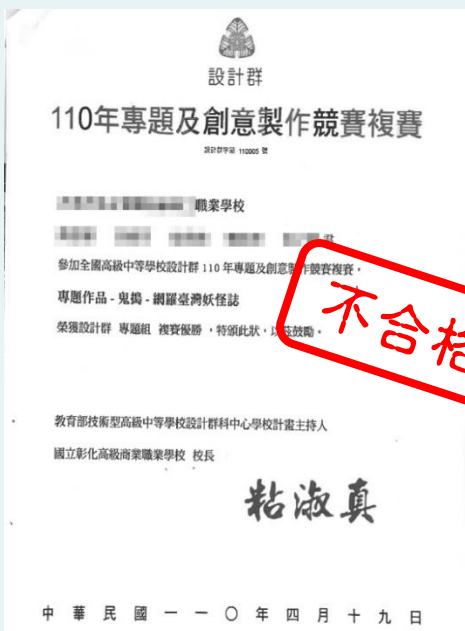 設計群
110年專題及創意製作競賽複賽
設計群字第 110005 號
職業學校
君
參加全國高級中等學校設計群 110 年專題及創意製作競賽複賽，
專題作品 - 鬼搗 - 網羅臺灣妖怪誌
榮獲設計群 專題組 複賽優勝 ，特頒此狀，以茲鼓勵。
不合格
教育部技術型高級中等學校設計群科中心學校計畫主持人
國立彰化高級商業職業學校 校長
粘淑真
中華民國一一〇年四月十九日